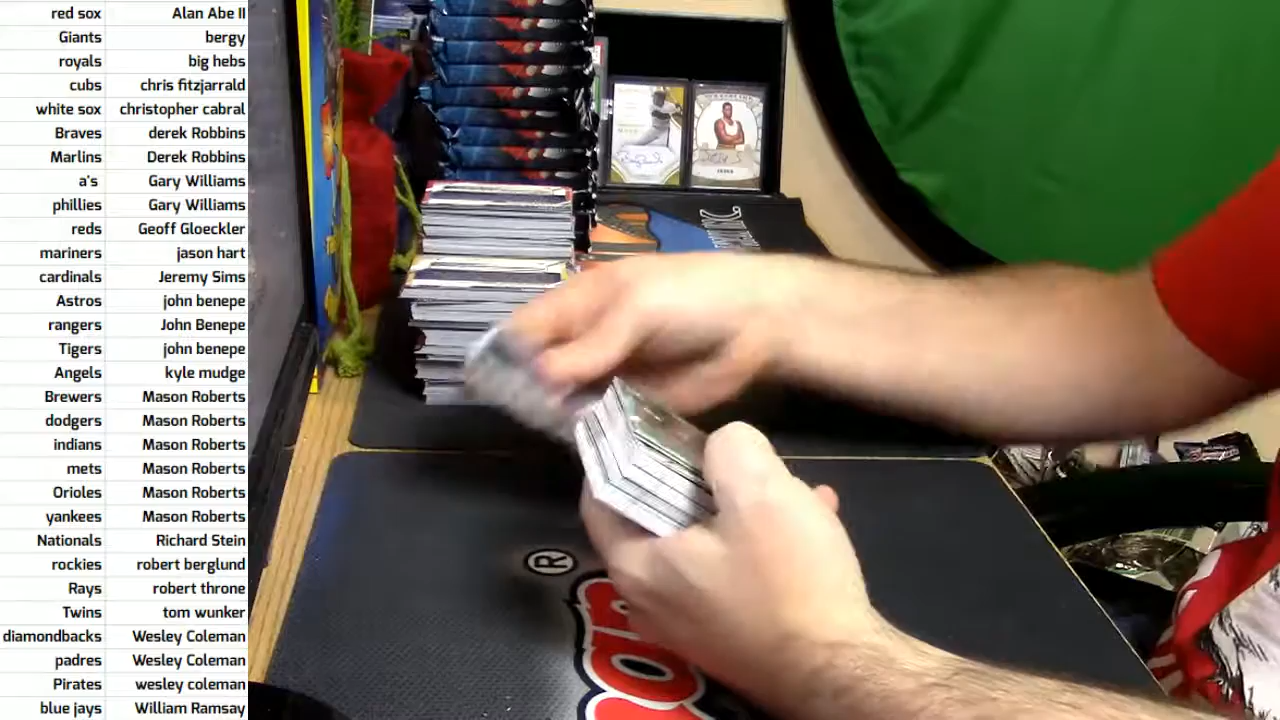 red sox Alan Abe II
Giants bergy
royals big hebs
cubs chris fitzjarrald
white sox christopher cabral
Braves derek Robbins
Marlins Derek Robbins
a's Gary Williams
phillies Gary Williams
reds Geoff Gloeckler
mariners jason hart
cardinals Jeremy Sims
Astros john benepe
rangers John Benepe
Tigers john benepe
Angels kyle mudge
Brewers Mason Roberts
dodgers Mason Roberts
indians Mason Roberts
mets Mason Roberts
Orioles Mason Roberts
yankees Mason Roberts
Nationals Richard Stein
rockies robert berglund
Rays robert throne
Twins tom wunker
diamondbacks Wesley Coleman
padres Wesley Coleman
Pirates wesley coleman
blue jays William Ramsay
®